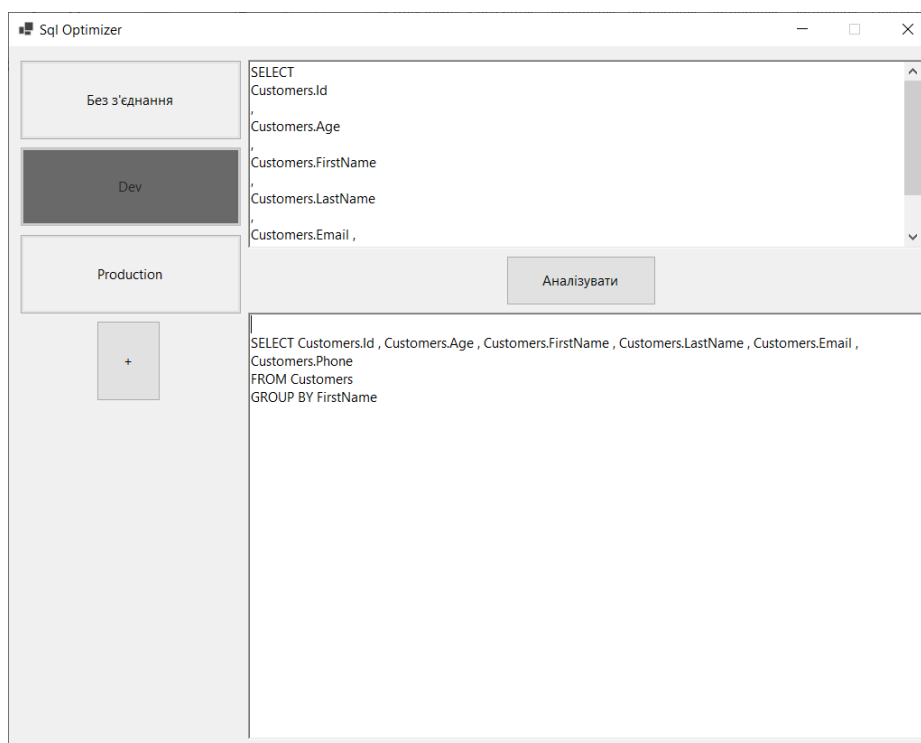 Sql Optimizer
Без з'єднання
Dev
Production
+
SELECT
Customers.Id
,
Customers.Age
,
Customers.FirstName
,
Customers.LastName
,
Customers.Email ,
Аналізувати
SELECT Customers.Id , Customers.Age , Customers.FirstName , Customers.LastName , Customers.Email ,
Customers.Phone
FROM Customers
GROUP BY FirstName